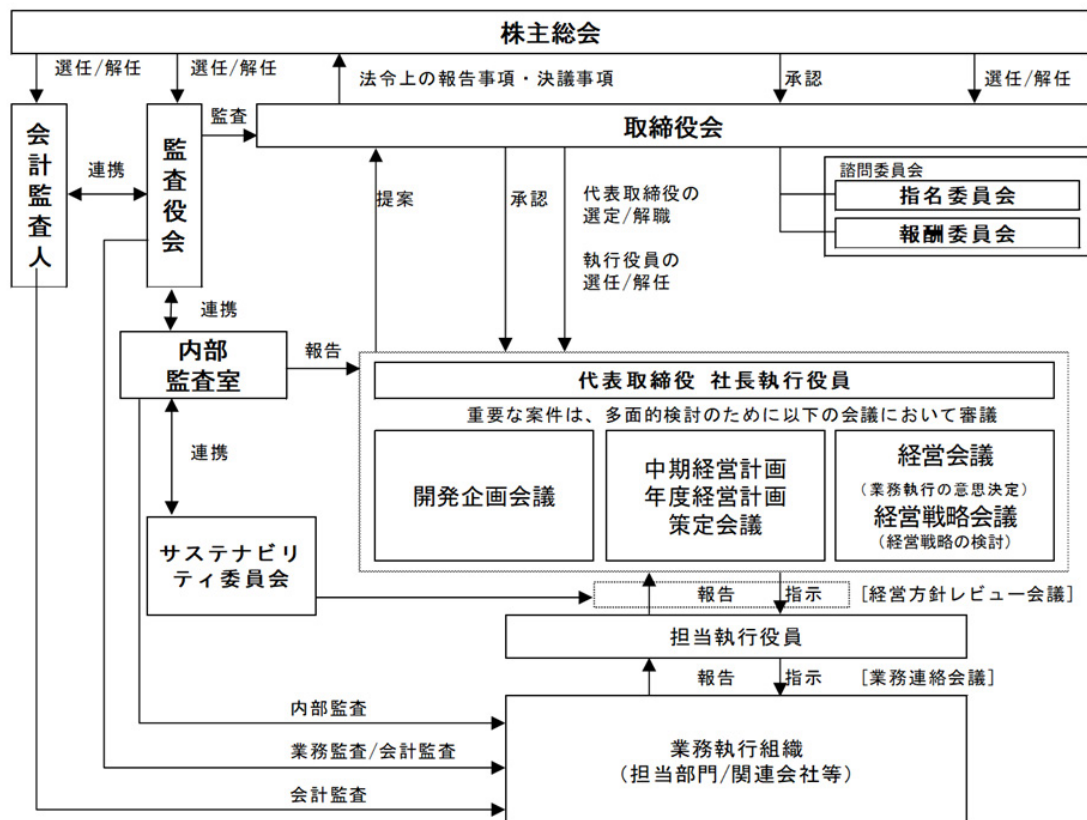 株主総会
選任/解任
選任/解任
法令上の報告事項・決議事項
承認
選任/解任
会計監査人
監査役会
監査
取締役会
連携
提案
承認
代表取締役の
選定/解職
執行役員の
選任/解任
諮問委員会
指名委員会
報酬委員会
連携
内部
監査室
報告
代表取締役 社長執行役員
重要な案件は、多面的検討のために以下の会議において審議
開発企画会議
中期経営計画
年度経営計画
策定会議
経営会議
(業務執行の意思決定)
経営戦略会議
(経営戦略の検討)
連携
サステナビリ
ティ委員会
報告
指示
[経営方針レビュー会議]
担当執行役員
報告
指示
[業務連絡会議]
内部監査
業務監査/会計監査
会計監査
業務執行組織
(担当部門/関連会社等)